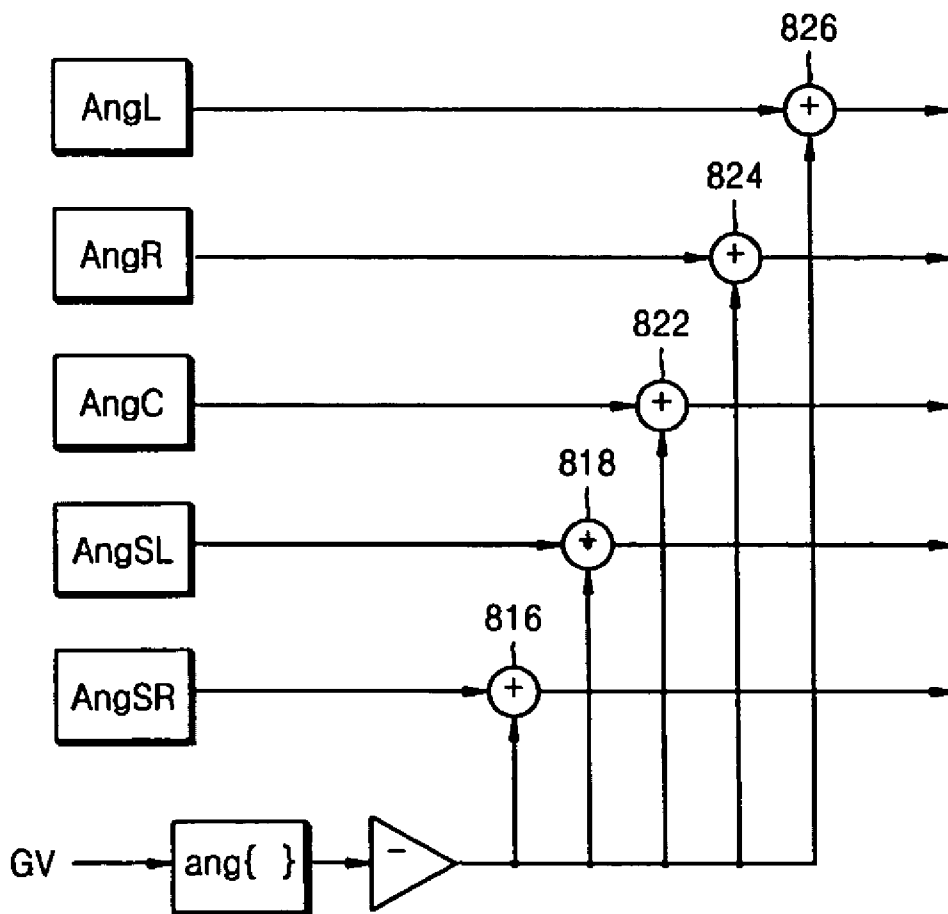 826
AngL
+
824
AngR
+
822
AngC
+
818
AngSL
+
816
AngSR
+
GV
ang{ }
-